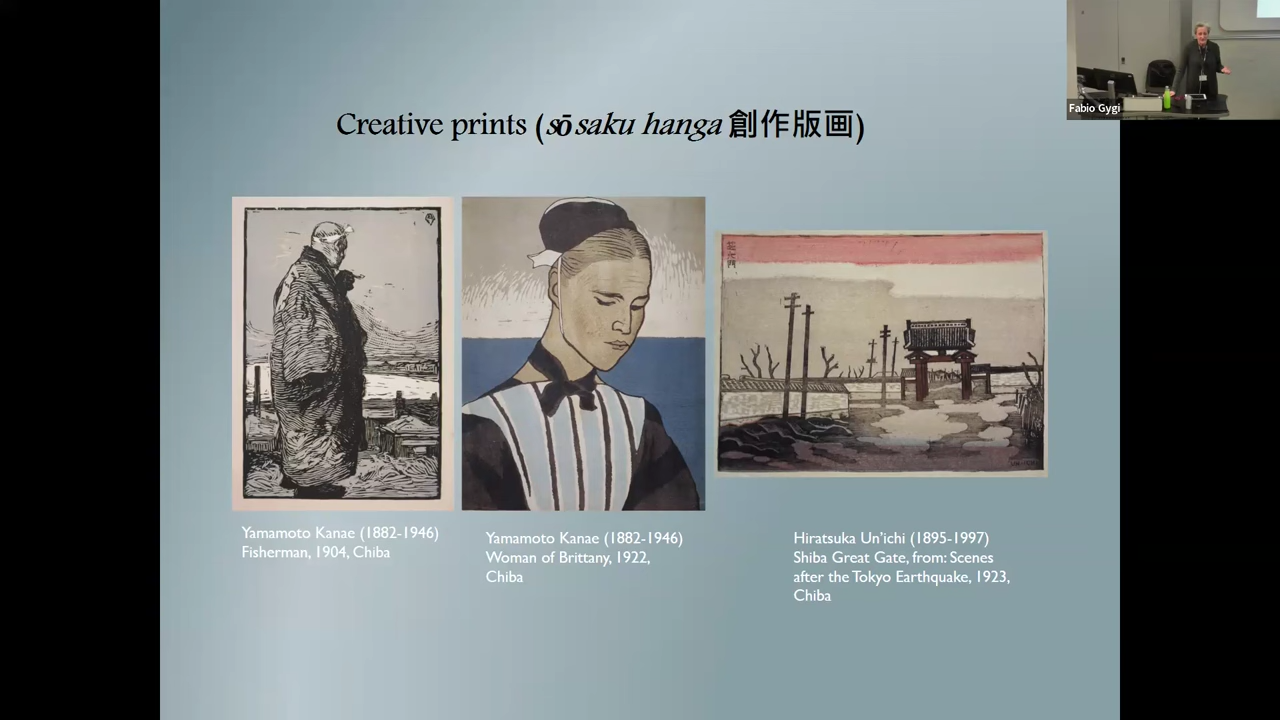 Creative prints (sōsaku hanga 創作版画)
Fabio Gygi
Yamamoto Kanae (1882-1946)
Fisherman, 1904, Chiba
Yamamoto Kanae (1882-1946)
Woman of Brittany, 1922,
Chiba
Hiratsuka Un'ichi (1895-1997)
Shiba Great Gate, from: Scenes
after the Tokyo Earthquake, 1923,
Chiba